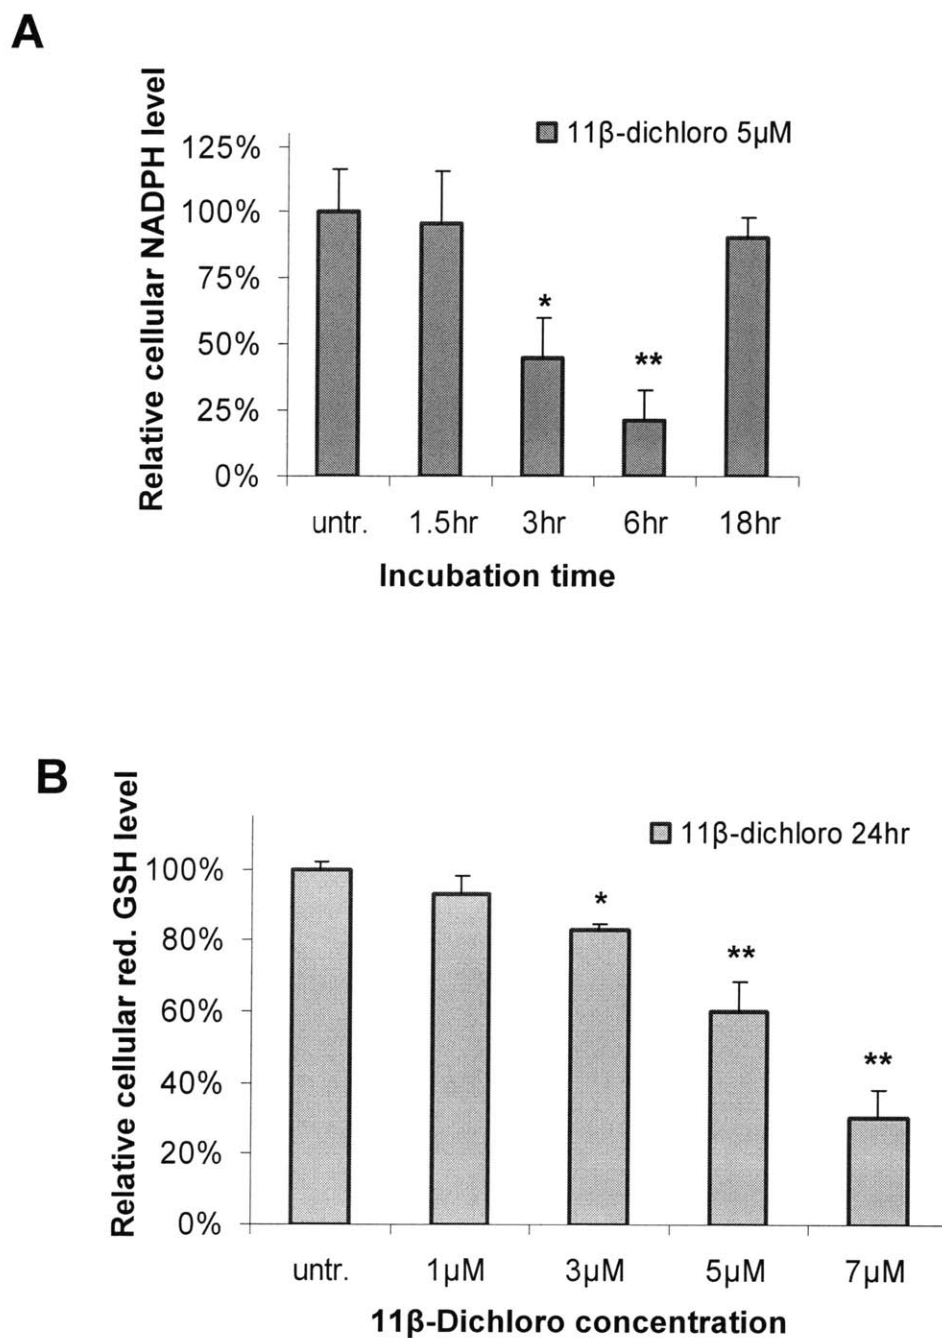 A
Relative cellular NADPH level
11β-dichloro 5µM
125%
100%
75%
50%
25%
0%
*
**
untr. 1.5hr 3hr 6hr 18hr
Incubation time
B
Relative cellular red. GSH level
11β-dichloro 24hr
100%
80%
60%
40%
20%
0%
*
**
**
untr. 1µM 3µM 5µM 7µM
11β-Dichloro concentration